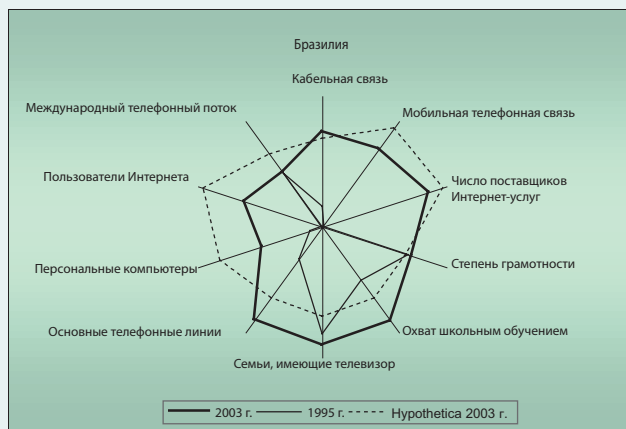 Бразилия
Кабельная связь
Международный телефонный поток
Мобильная телефонная связь
Пользователи Интернета
Число поставщиков
Интернет-услуг
Персональные компьютеры
Степень грамотности
Основные телефонные линии
Охват школьным обучением
Семьи, имеющие телевизор
2003 г. 1995 г. Hypothetica 2003 г.